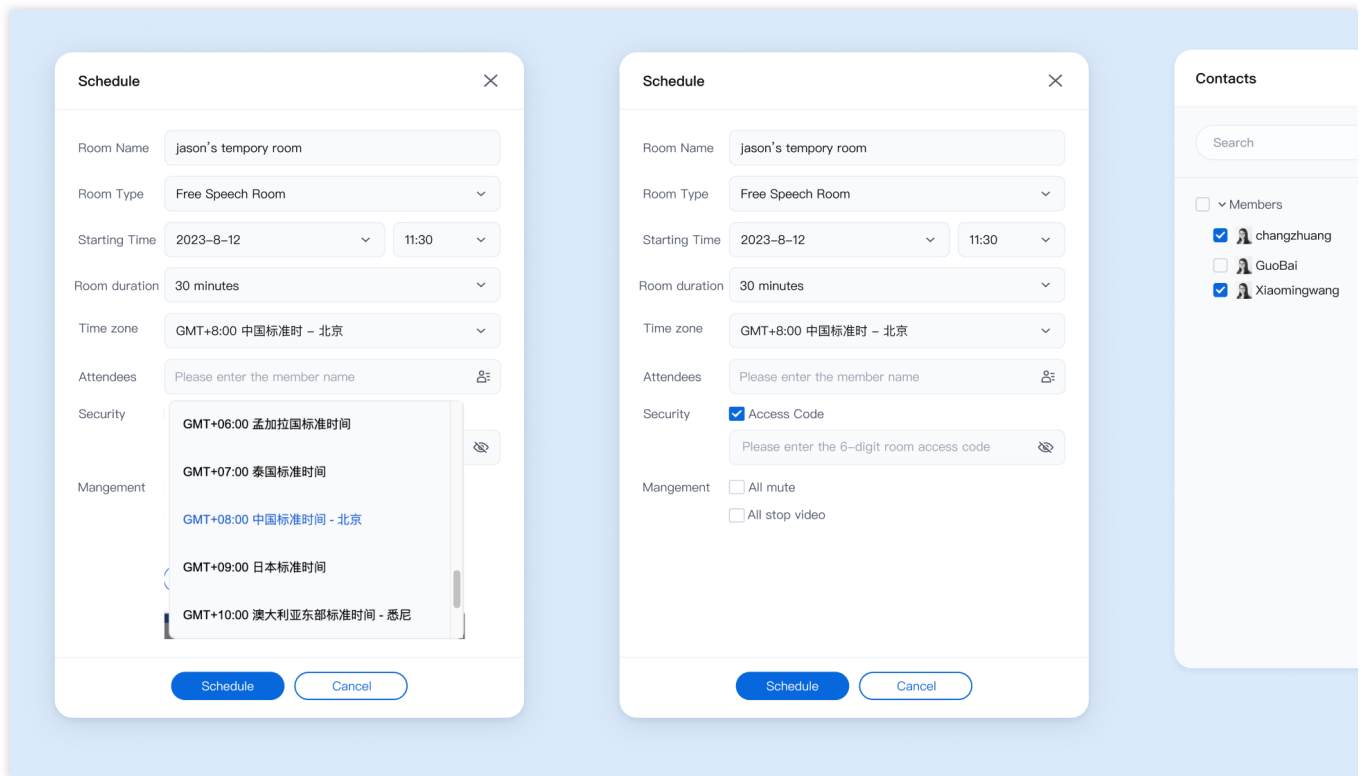 Schedule
Room Name jason's tempory room
Room Type Free Speech Room
Starting Time 2023-8-12 11:30
Room duration 30 minutes
Time zone GMT+8:00 中国标准时 – 北京
Attendees Please enter the member name
Security
GMT+06:00 孟加拉国标准时间
GMT+07:00 泰国标准时间
Mangement
GMT+08:00 中国标准时间 - 北京
GMT+09:00 日本标准时间
GMT+10:00 澳大利亚东部标准时间 - 悉尼
Schedule Cancel
Schedule
Room Name jason's tempory room
Room Type Free Speech Room
Starting Time 2023-8-12 11:30
Room duration 30 minutes
Time zone GMT+8:00 中国标准时 – 北京
Attendees Please enter the member name
Security Access Code
Please enter the 6-digit room access code
Mangement All mute
All stop video
Schedule Cancel
Contacts
Search
Members
changzhuang
GuoBai
Xiaomingwang